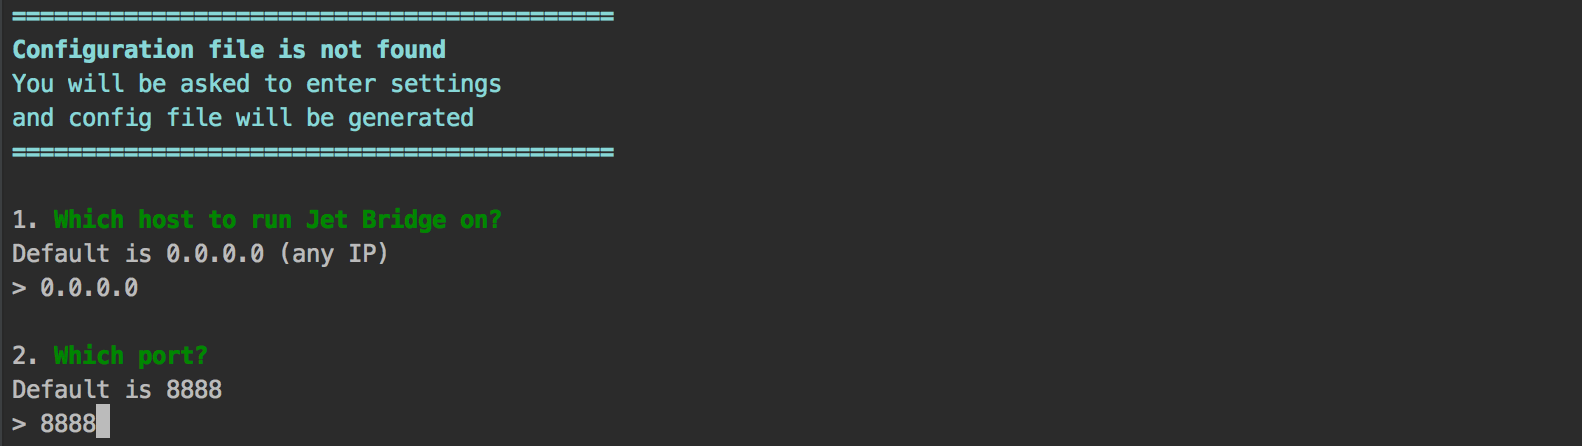 ===========================================
Configuration file is not found
You will be asked to enter settings
and config file will be generated
===========================================
1. Which host to run Jet Bridge on?
Default is 0.0.0.0 (any IP)
> 0.0.0.0
2. Which port?
Default is 8888
> 8888